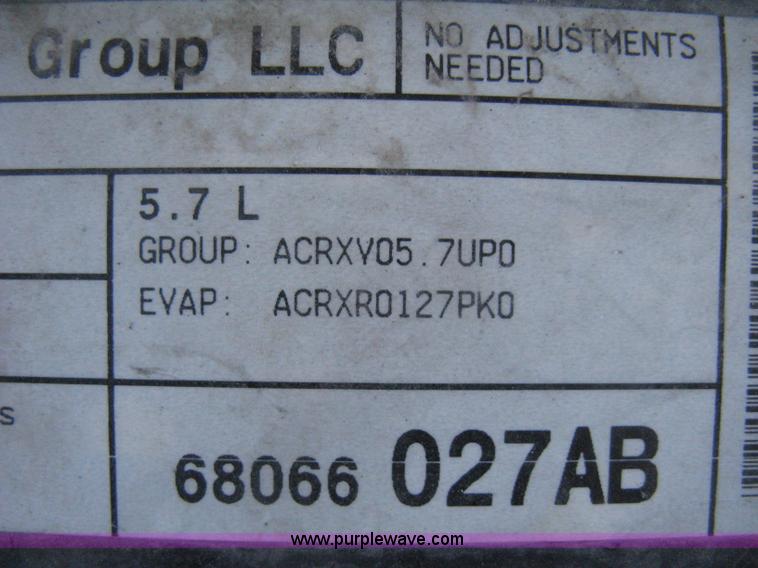 Group LLC
NO ADJUSTMENTS
NEEDED
5.7 L
GROUP: ACRXV05.7UP0
EVAP: ACRXR0127PK0
s
68066 027AB
www.purplewave.com